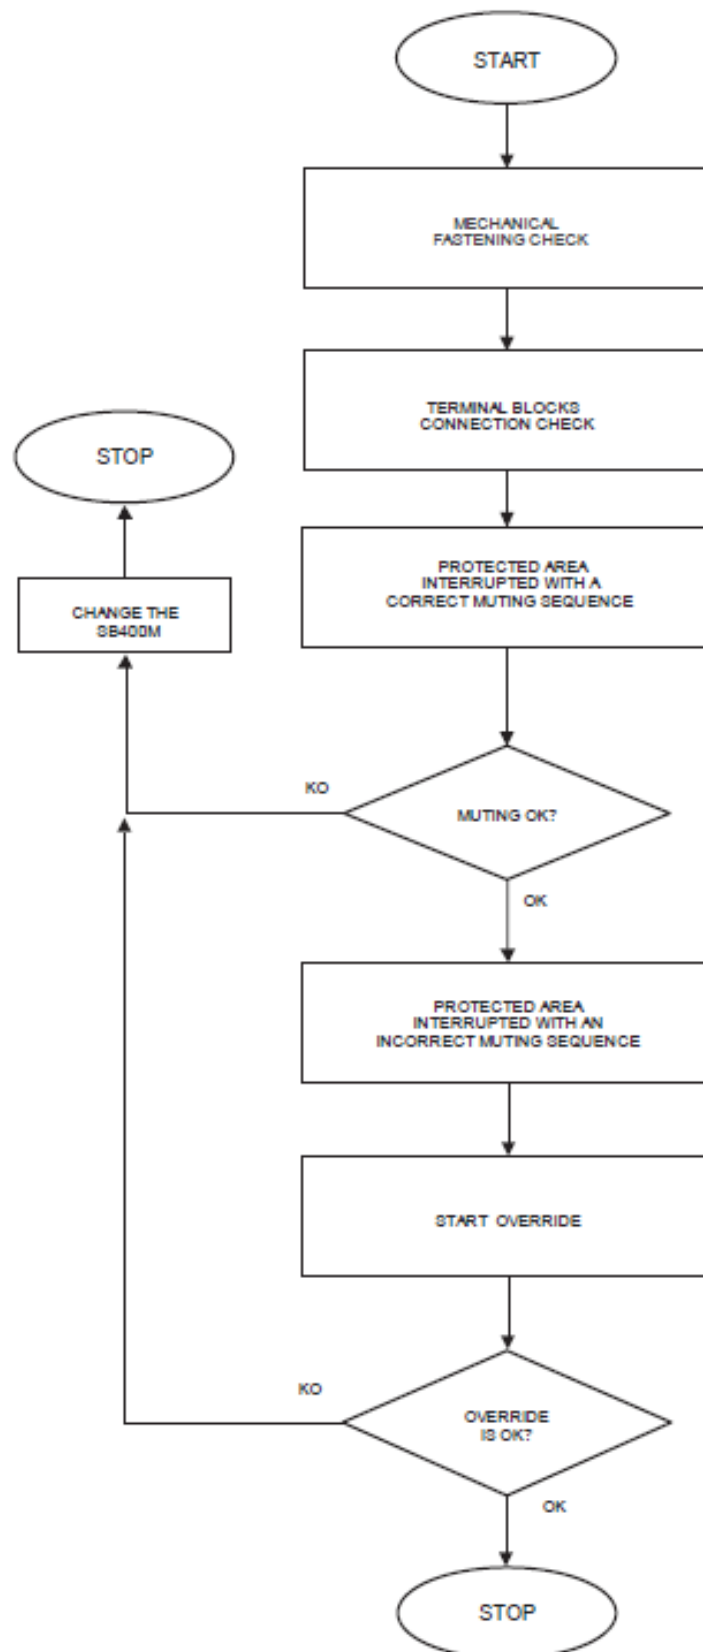 START
MECHANICAL
FASTENING CHECK
TERMINAL BLOCKS
CONNECTION CHECK
STOP
PROTECTED AREA
INTERRUPTED WITH A
CORRECT MUTING SEQUENCE
CHANGE THE
SB400M
KO
MUTING OK?
OK
PROTECTED AREA
INTERRUPTED WITH AN
INCORRECT MUTING SEQUENCE
START OVERRIDE
KO
OVERRIDE
IS OK?
OK
STOP